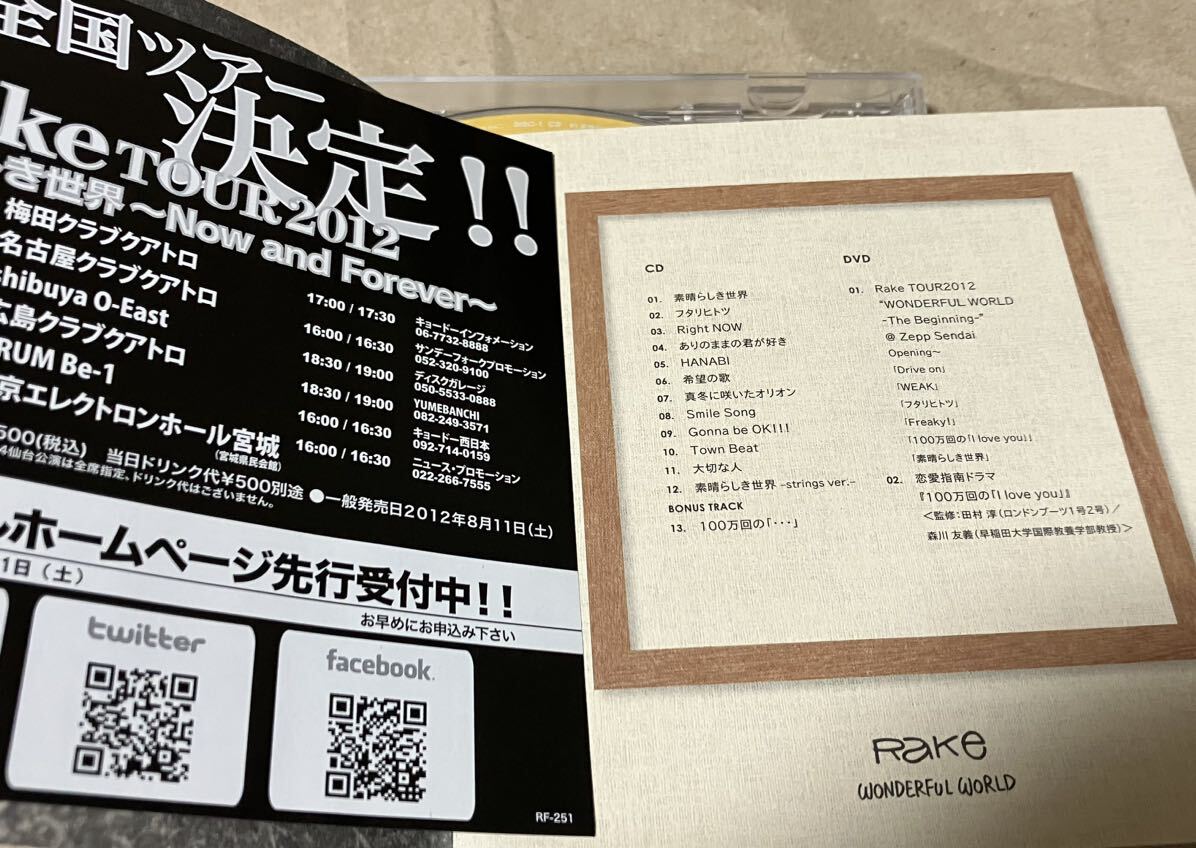 全国ツアー
決定!!
ke TOUR 2012
き世界 ～Now and Forever～
梅田クラブクアトロ 17:00 / 17:30 キョードーインフォメーション 06-7732-8888
名古屋クラブクアトロ 16:00 / 16:30 サンデーフォークプロモーション 052-320-9100
hibuya O-East 18:30 / 19:00 ディスクガレージ 050-5533-0888
広島クラブクアトロ 18:30 / 19:00 YUMEBANCHI 082-249-3571
RUM Be-1 16:00 / 16:30 キョードー西日本 092-714-0159
京エレクトロンホール宮城 (宮城県民会館) 16:00 / 16:30 ニュース・プロモーション 022-266-7555
500(税込) 当日ドリンク代¥500別途 ●一般発売日2012年8月11日(土)
4仙台公演は全席指定、ドリンク代はございません。
ルホームページ先行受付中!!
1日(土)
お早めにお申込み下さい
twitter
facebook.
RF-251
DISC-1 CD
CD
01. 素晴らしき世界
02. フタリヒトツ
03. Right NOW
04. ありのままの君が好き
05. HANABI
06. 希望の歌
07. 真冬に咲いたオリオン
08. Smile Song
09. Gonna be OK!!!
10. Town Beat
11. 大切な人
12. 素晴らしき世界 -strings ver.-
BONUS TRACK
13. 100万回の「・・・」
DVD
01. Rake TOUR2012
“WONDERFUL WORLD
-The Beginning-”
@ Zepp Sendai
Opening～
「Drive on」
「WEAK」
「フタリヒトツ」
「Freaky!」
「100万回の「I love you」」
「素晴らしき世界」
02. 恋愛指南ドラマ
『100万回の「I love you」』
＜監修:田村 淳(ロンドンブーツ1号2号)／
森川 友義(早稲田大学国際教養学部教授)＞
Rake
WONDERFUL WORLD